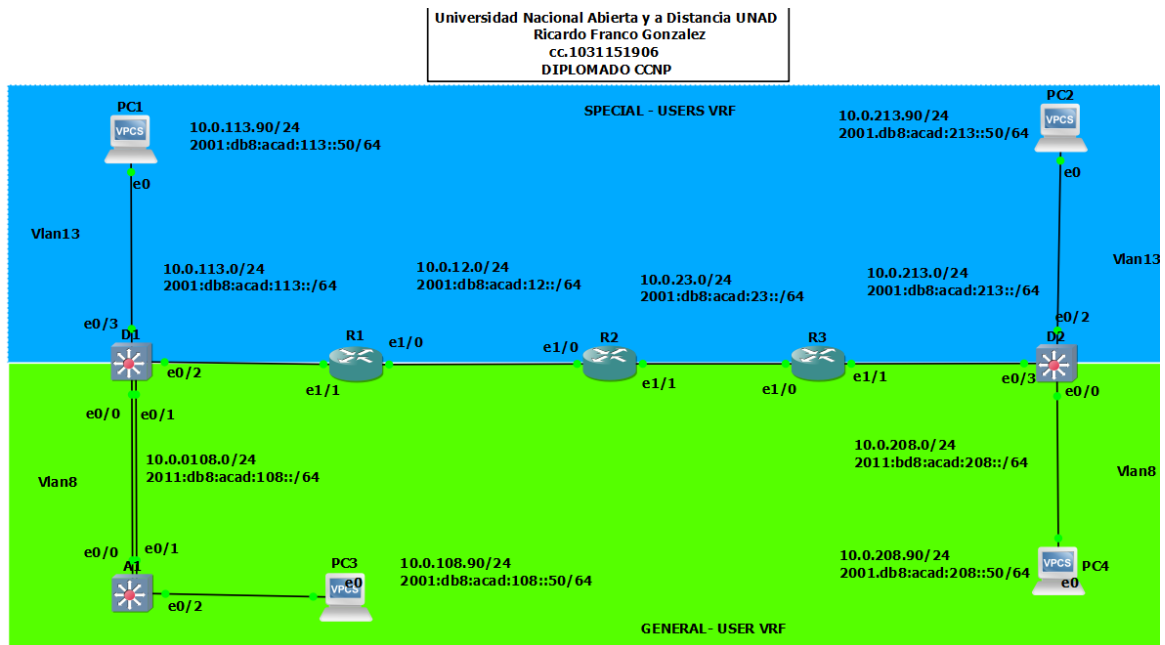 Universidad Nacional Abierta y a Distancia UNAD
Ricardo Franco Gonzalez
cc.1031151906
DIPLOMADO CCNP
SPECIAL - USERS VRF
PC1
VPCS
10.0.113.90/24
2001:db8:acad:113::50/64
e0
PC2
VPCS
10.0.213.90/24
2001.db8:acad:213::50/64
e0
Vlan13
Vlan13
10.0.113.0/24
2001:db8:acad:113::/64
10.0.12.0/24
2001:db8:acad:12::/64
10.0.23.0/24
2001:db8:acad:23::/64
10.0.213.0/24
2001:db8:acad:213::/64
e0/3
D1
e0/2
R1
e1/1
e1/0
R2
e1/0
e1/1
R3
e1/0
e1/1
e0/2
D2
e0/3
e0/0
e0/0
e0/1
10.0.0108.0/24
2011:db8:acad:108::/64
Vlan8
10.0.208.0/24
2011:bd8:acad:208::/64
Vlan8
e0/0
e0/1
A1
e0/2
PC3
VPCS
e0
10.0.108.90/24
2001:db8:acad:108::50/64
10.0.208.90/24
2001.db8:acad:208::50/64
VPCS
PC4
e0
GENERAL- USER VRF